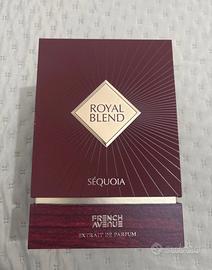 ROYAL
BLEND
SÉQUOIA
FRENCH
AVENUE
EXTRAIT DE PARFUM